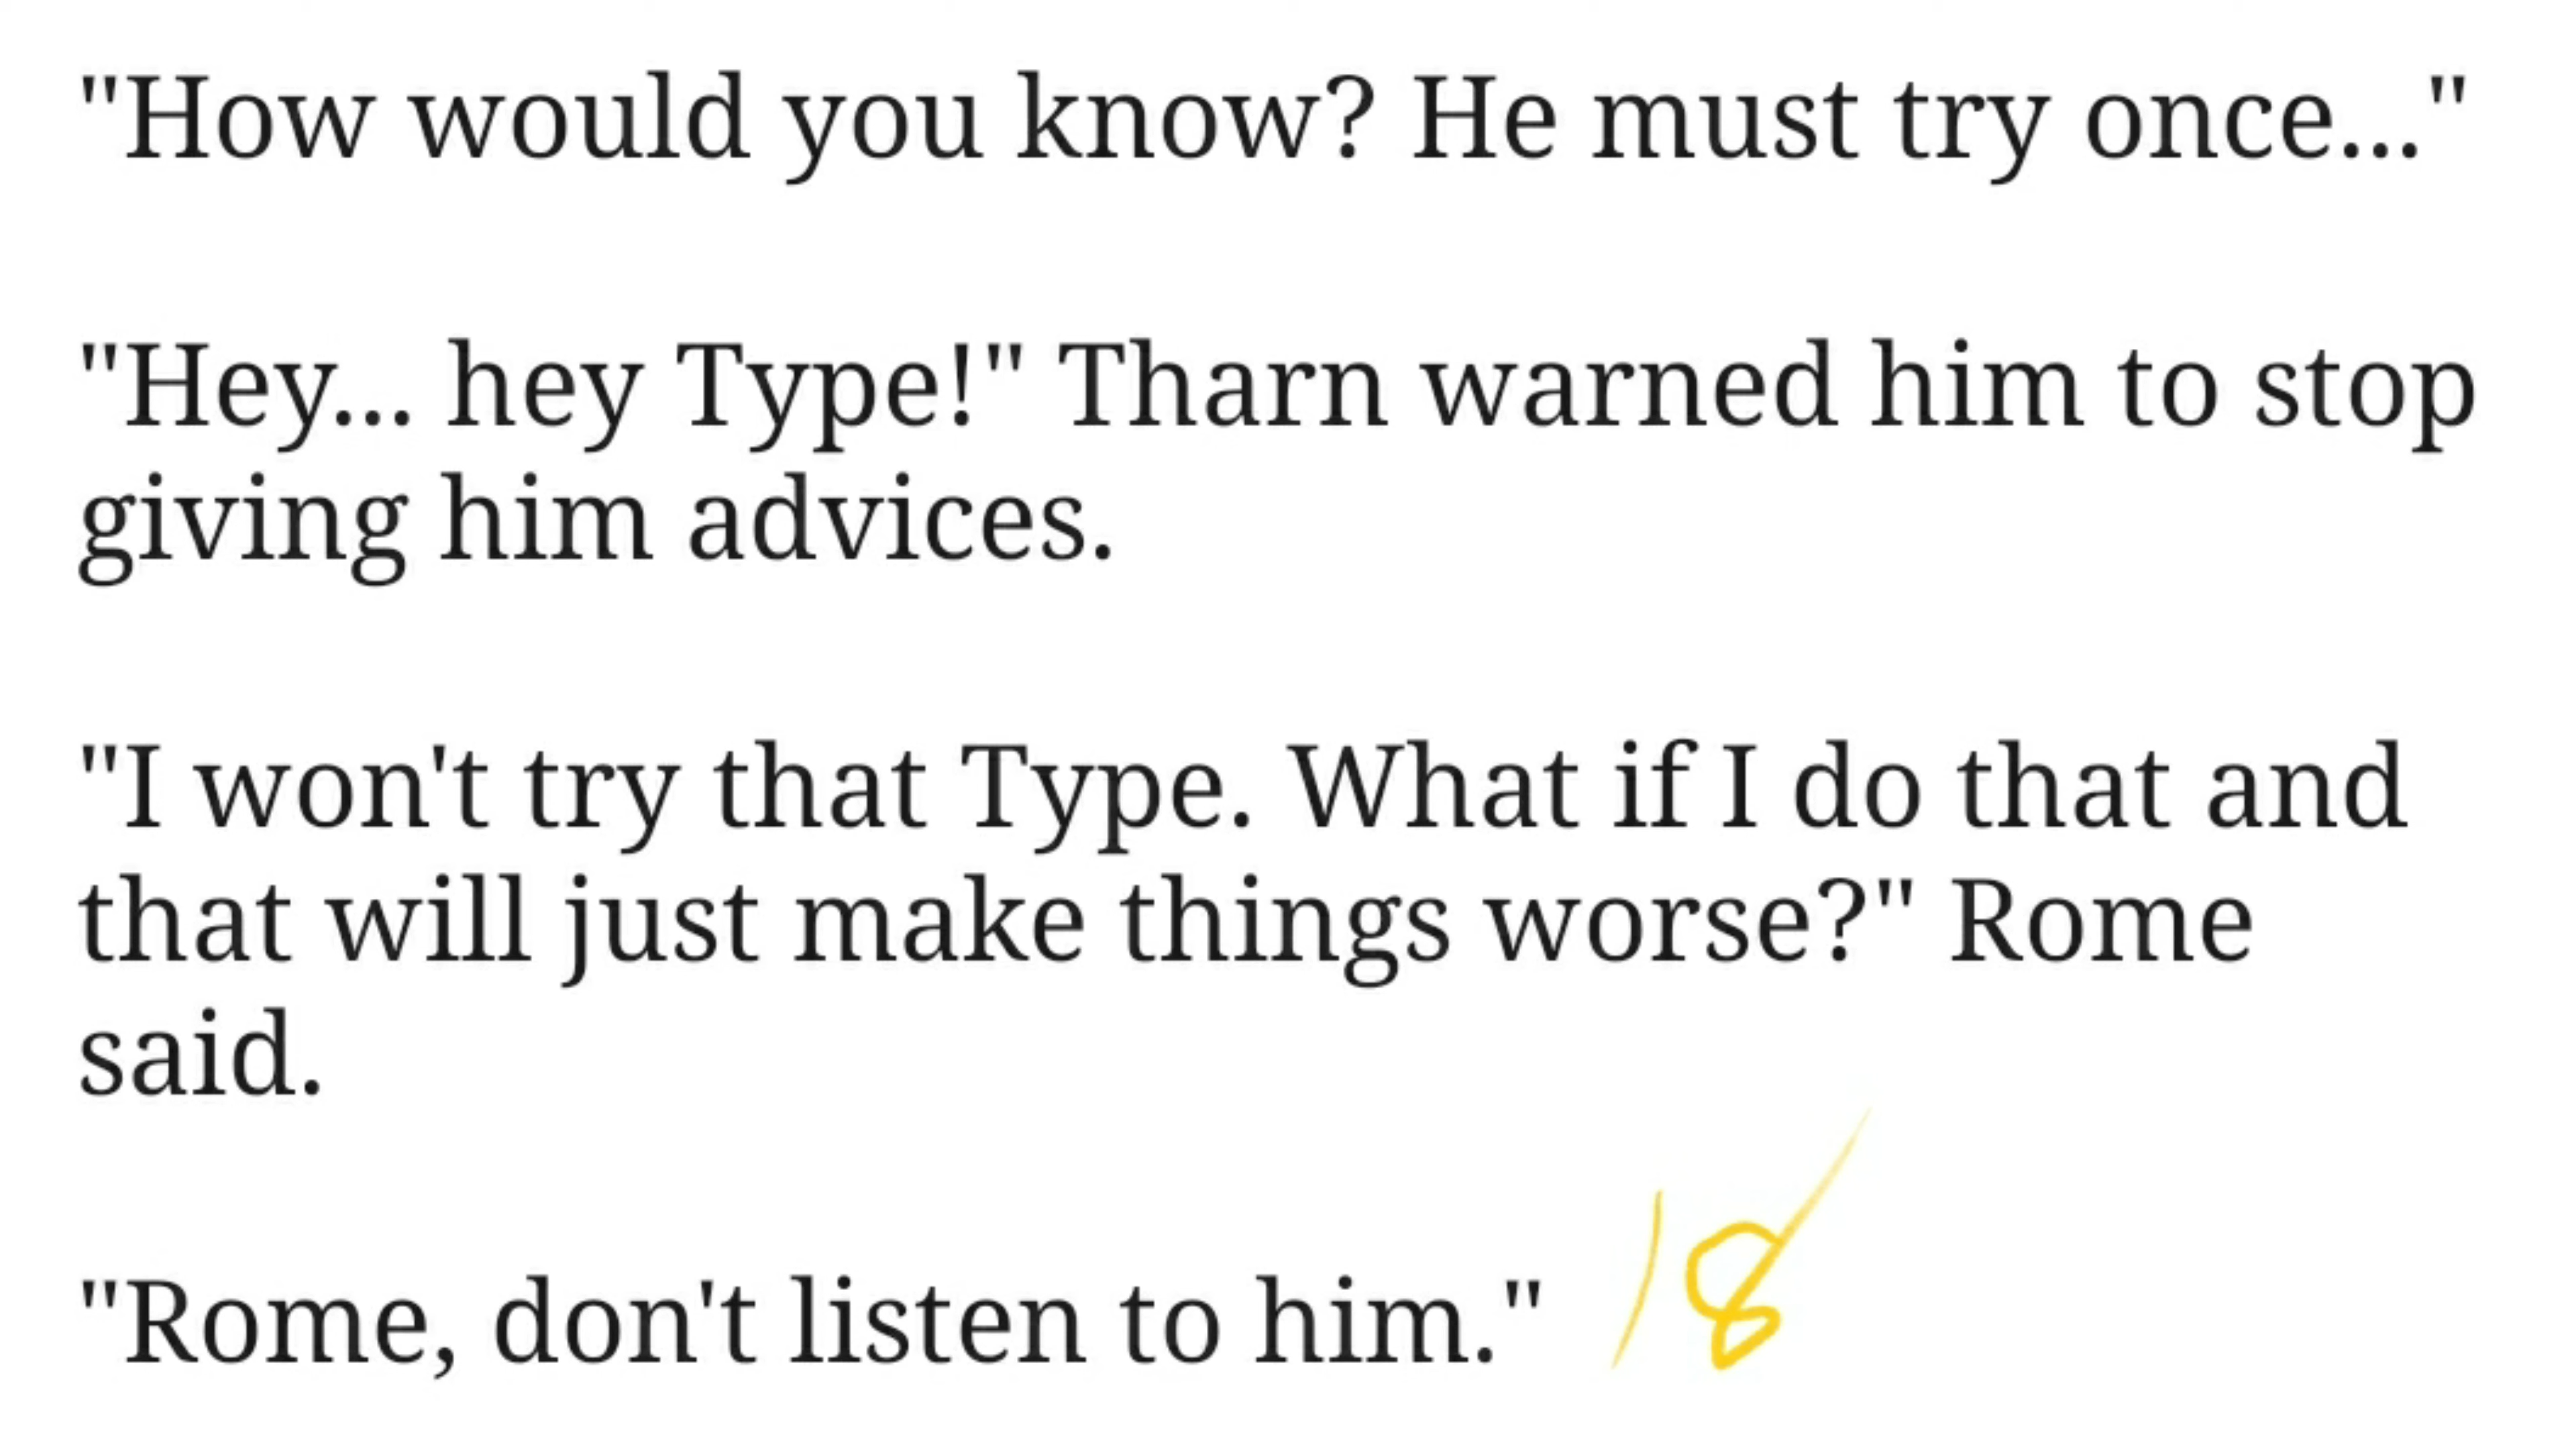 "How would you know? He must try once..."
"Hey... hey Type!" Tharn warned him to stop
giving him advices.
"I won't try that Type. What if I do that and
that will just make things worse?" Rome
said.
"Rome, don't listen to him." 18